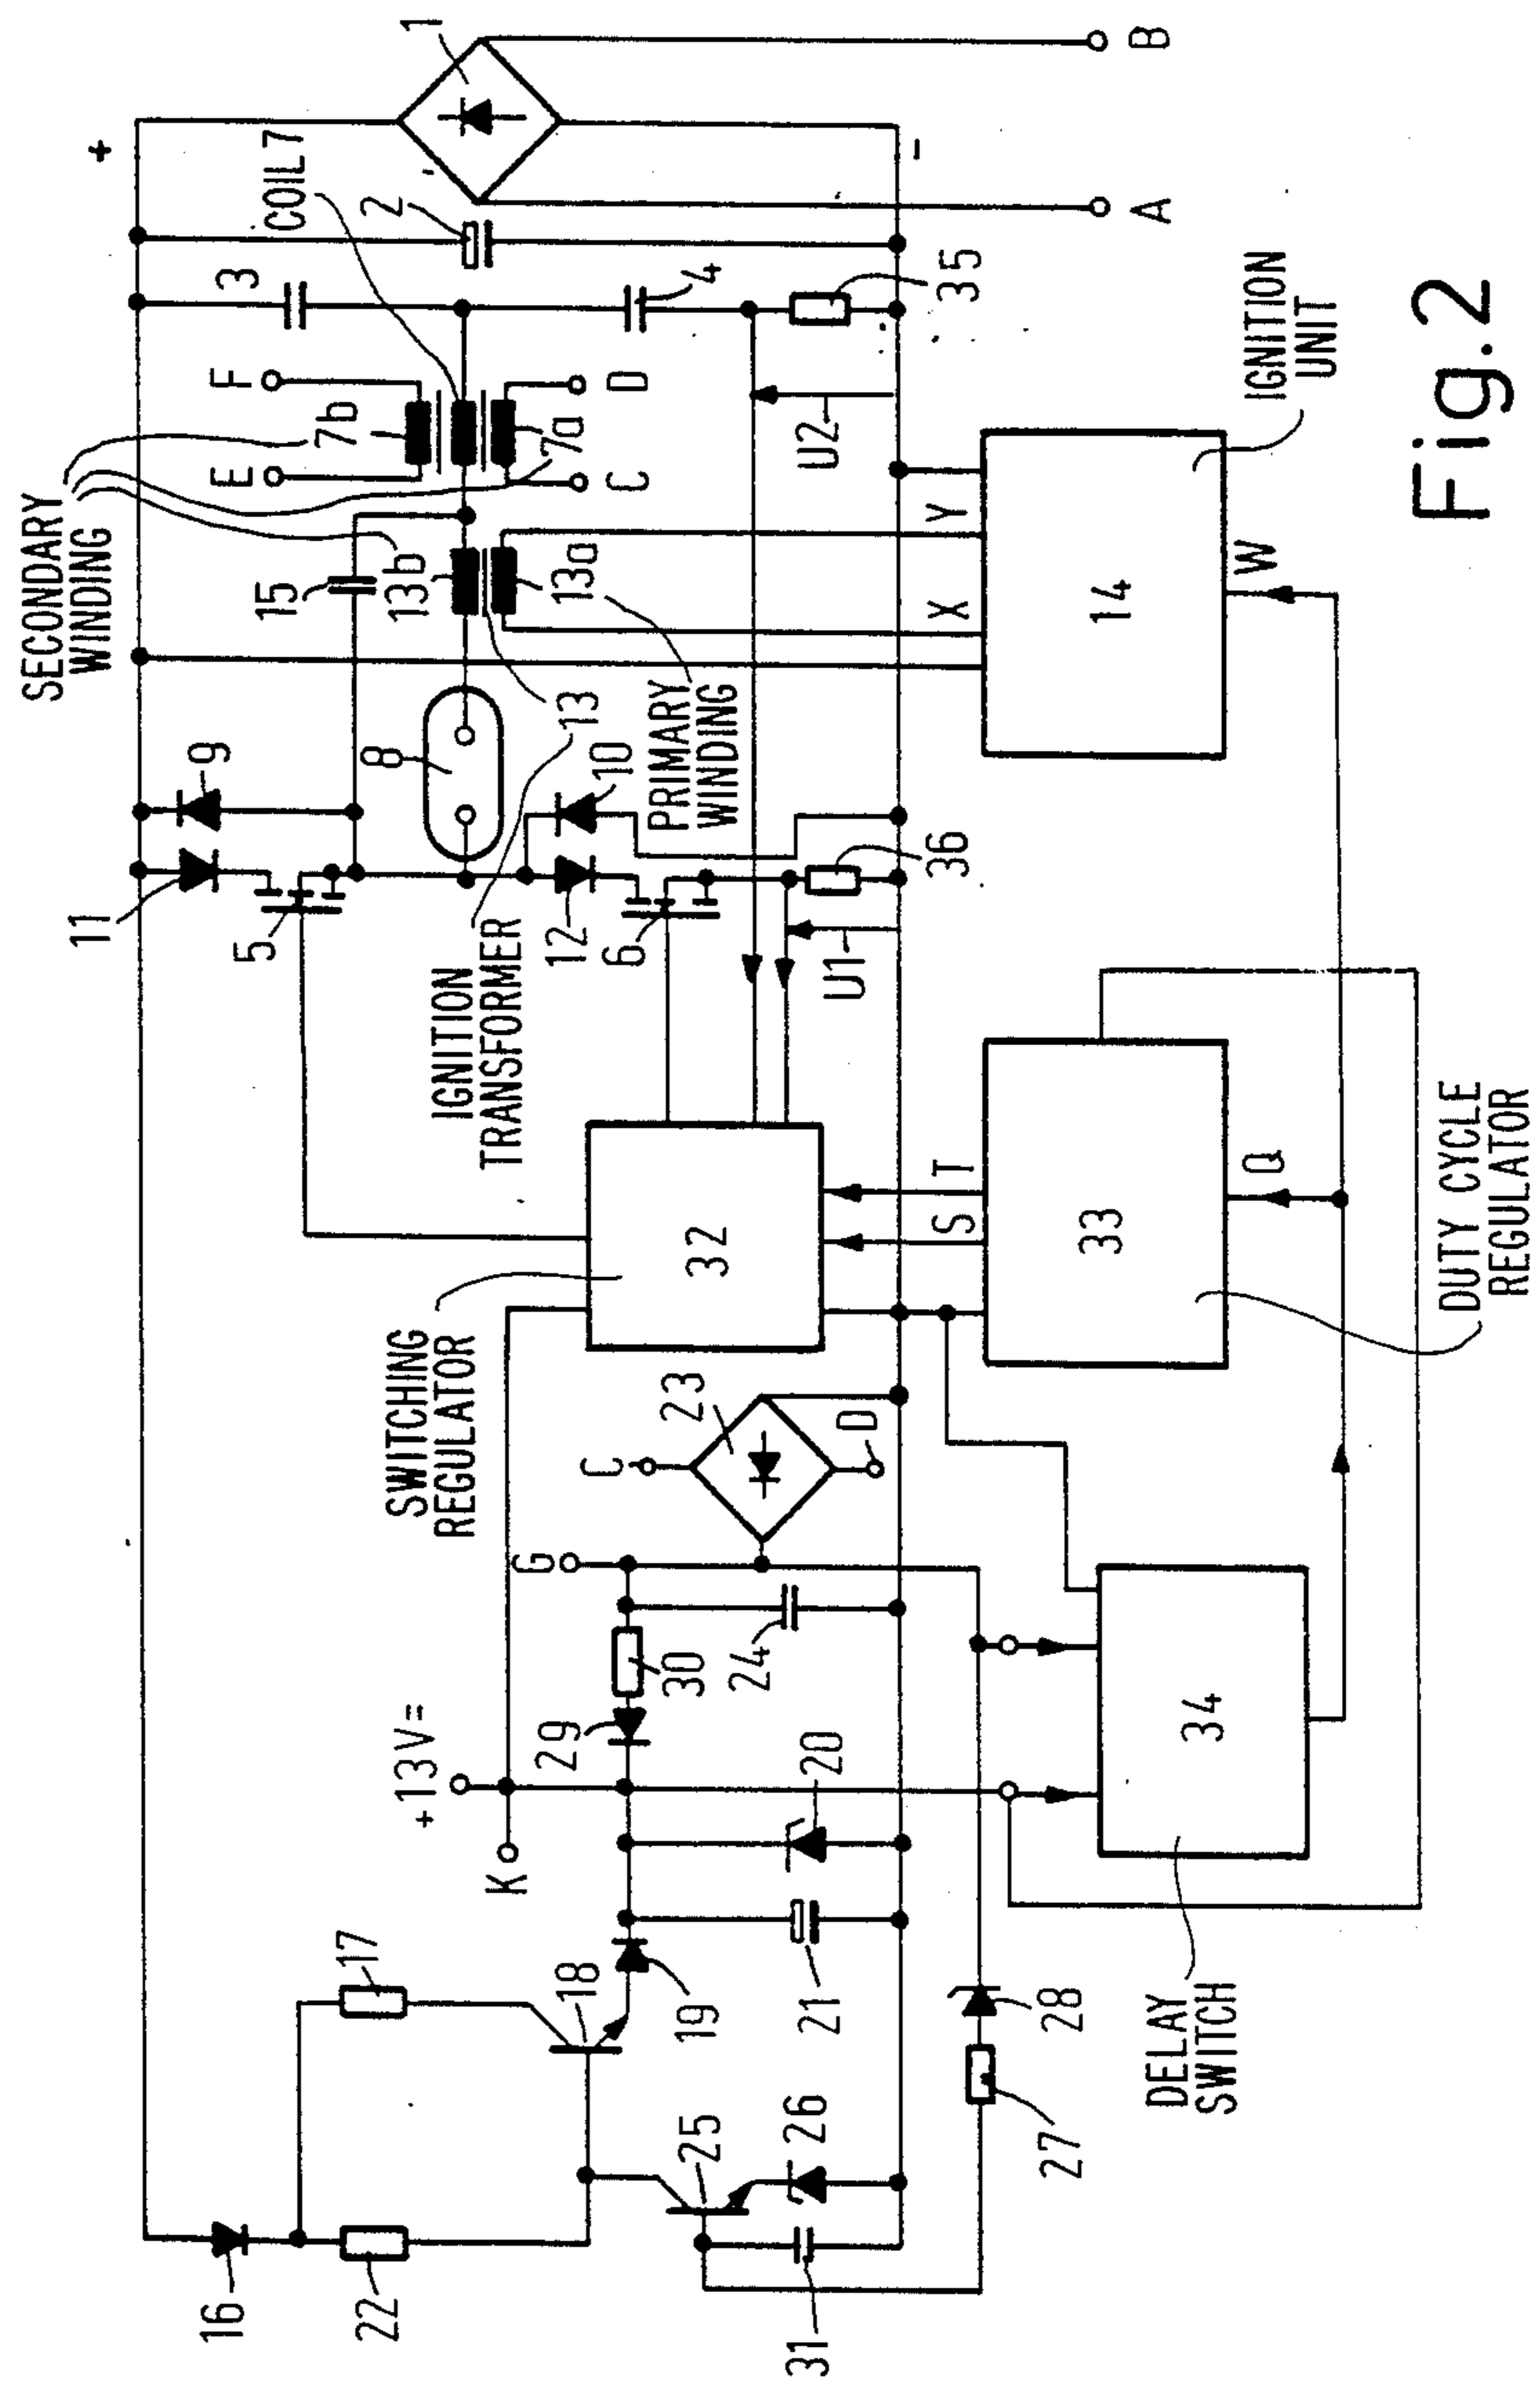 Fig.2
16
22
17
18
19
25
26
31
27
28
21
20
K
+13V=
29
30
24
G
C
23
D
SWITCHING
REGULATOR
32
34
DELAY
SWITCH
33
S
T
Q
DUTY CYCLE
REGULATOR
11
9
5
12
6
10
8
36
U1
IGNITION
TRANSFORMER
13
PRIMARY
WINDING
SECONDARY
WINDING
15
13b
13a
X
Y
14
W
IGNITION
UNIT
E
F
7b
7a
C
D
U2
COIL 7
3
4
35
2
1
+
–
A
B